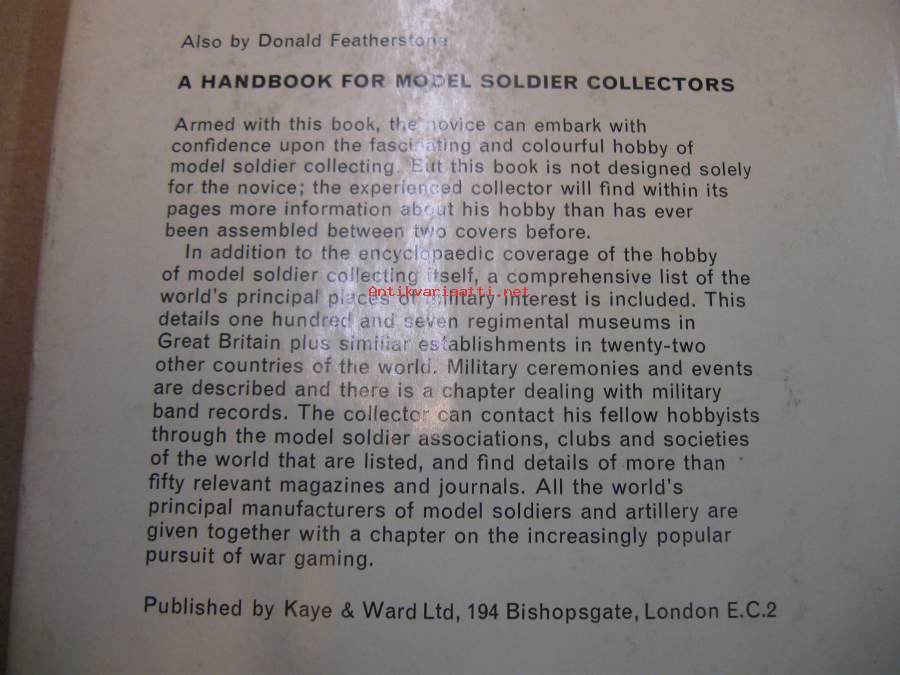 Also by Donald Featherstone
A HANDBOOK FOR MODEL SOLDIER COLLECTORS
Armed with this book, the novice can embark with
confidence upon the fascinating and colourful hobby of
model soldier collecting. But this book is not designed solely
for the novice; the experienced collector will find within its
pages more information about his hobby than has ever
been assembled between two covers before.
In addition to the encyclopaedic coverage of the hobby
of model soldier collecting itself, a comprehensive list of the
world's principal places of military interest is included. This
Antikvariaatti.net
details one hundred and seven regimental museums in
Great Britain plus similiar establishments in twenty-two
other countries of the world. Military ceremonies and events
are described and there is a chapter dealing with military
band records. The collector can contact his fellow hobbyists
through the model soldier associations, clubs and societies
of the world that are listed, and find details of more than
fifty relevant magazines and journals. All the world's
principal manufacturers of model soldiers and artillery are
given together with a chapter on the increasingly popular
pursuit of war gaming.
Published by Kaye & Ward Ltd, 194 Bishopsgate, London E.C.2